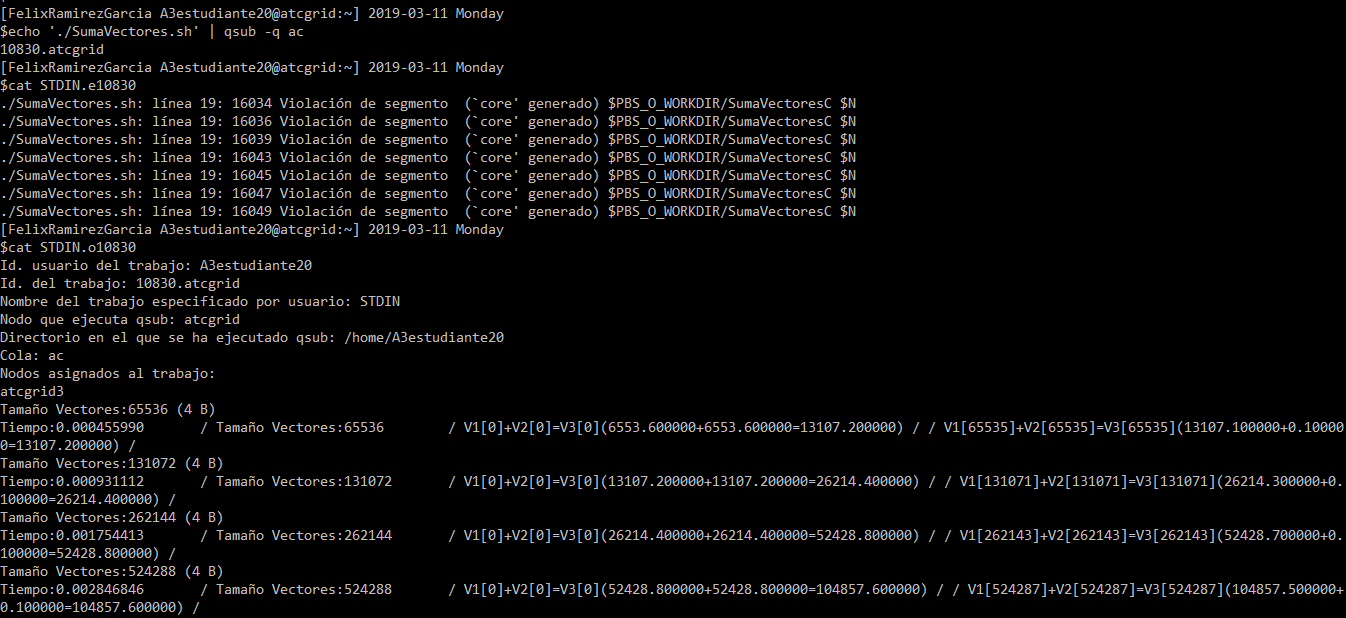 [FelixRamirezGarcia A3estudiante20@atcgrid:~] 2019-03-11 Monday
$echo './SumaVectores.sh' | qsub -q ac
10830.atcgrid
[FelixRamirezGarcia A3estudiante20@atcgrid:~] 2019-03-11 Monday
$cat STDIN.e10830
./SumaVectores.sh: línea 19: 16034 Violación de segmento  (`core' generado) $PBS_O_WORKDIR/SumaVectoresC $N
./SumaVectores.sh: línea 19: 16036 Violación de segmento  (`core' generado) $PBS_O_WORKDIR/SumaVectoresC $N
./SumaVectores.sh: línea 19: 16039 Violación de segmento  (`core' generado) $PBS_O_WORKDIR/SumaVectoresC $N
./SumaVectores.sh: línea 19: 16043 Violación de segmento  (`core' generado) $PBS_O_WORKDIR/SumaVectoresC $N
./SumaVectores.sh: línea 19: 16045 Violación de segmento  (`core' generado) $PBS_O_WORKDIR/SumaVectoresC $N
./SumaVectores.sh: línea 19: 16047 Violación de segmento  (`core' generado) $PBS_O_WORKDIR/SumaVectoresC $N
./SumaVectores.sh: línea 19: 16049 Violación de segmento  (`core' generado) $PBS_O_WORKDIR/SumaVectoresC $N
[FelixRamirezGarcia A3estudiante20@atcgrid:~] 2019-03-11 Monday
$cat STDIN.o10830
Id. usuario del trabajo: A3estudiante20
Id. del trabajo: 10830.atcgrid
Nombre del trabajo especificado por usuario: STDIN
Nodo que ejecuta qsub: atcgrid
Directorio en el que se ha ejecutado qsub: /home/A3estudiante20
Cola: ac
Nodos asignados al trabajo:
atcgrid3
Tamaño Vectores:65536 (4 B)
Tiempo:0.000455990       / Tamaño Vectores:65536        / V1[0]+V2[0]=V3[0](6553.600000+6553.600000=13107.200000) / / V1[65535]+V2[65535]=V3[65535](13107.100000+0.10000
0=13107.200000) /
Tamaño Vectores:131072 (4 B)
Tiempo:0.000931112       / Tamaño Vectores:131072       / V1[0]+V2[0]=V3[0](13107.200000+13107.200000=26214.400000) / / V1[131071]+V2[131071]=V3[131071](26214.300000+0.
100000=26214.400000) /
Tamaño Vectores:262144 (4 B)
Tiempo:0.001754413       / Tamaño Vectores:262144       / V1[0]+V2[0]=V3[0](26214.400000+26214.400000=52428.800000) / / V1[262143]+V2[262143]=V3[262143](52428.700000+0.
100000=52428.800000) /
Tamaño Vectores:524288 (4 B)
Tiempo:0.002846846       / Tamaño Vectores:524288       / V1[0]+V2[0]=V3[0](52428.800000+52428.800000=104857.600000) / / V1[524287]+V2[524287]=V3[524287](104857.500000+
0.100000=104857.600000) /